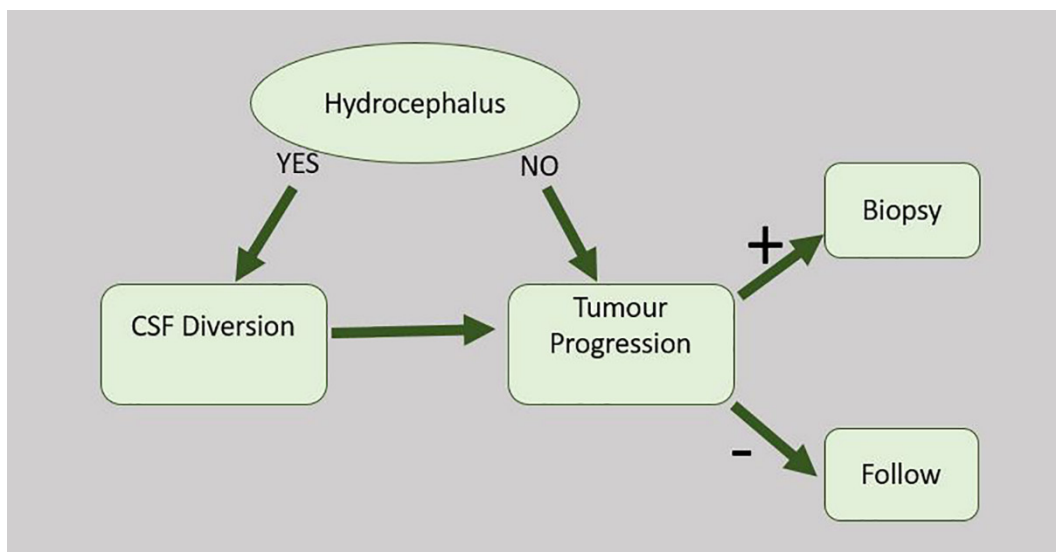 Hydrocephalus
YES
NO
Biopsy
+
CSF Diversion
Tumour
Progression
-
Follow